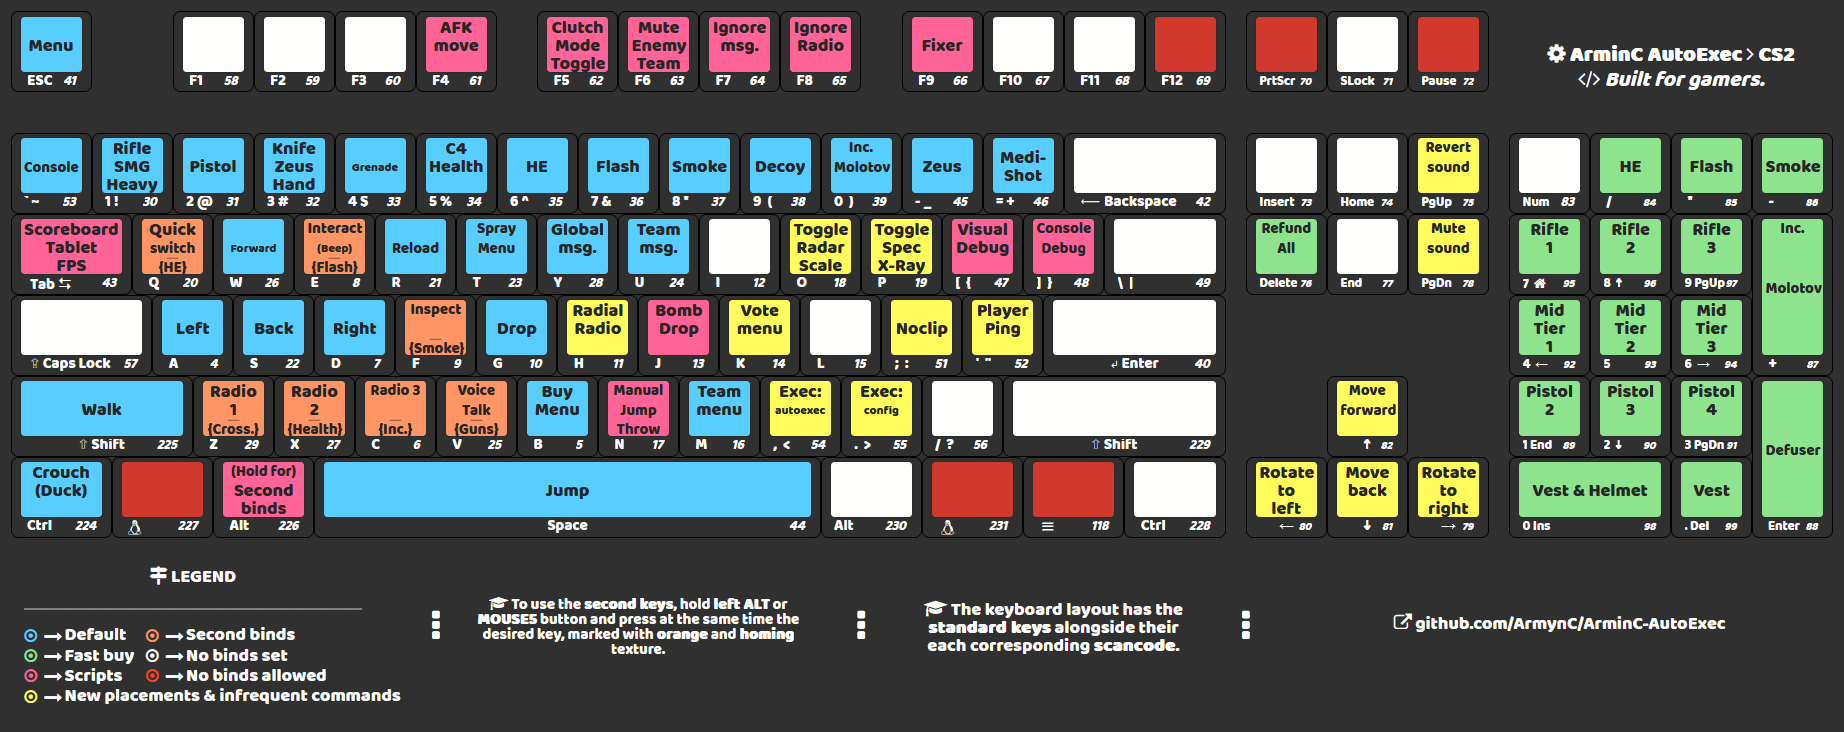 Menu
ESC 41
F1 58
F2 59
F3 60
AFK
move
F4 61
Clutch
Mode
Toggle
F5 62
Mute
Enemy
Team
F6 63
Ignore
msg.
F7 64
Ignore
Radio
F8 65
Fixer
F9 66
F10 67
F11 68
F12 69
PrtScr 70
SLock 71
Pause 72
ArminC AutoExec > CS2
</> Built for gamers.
Console
` ~ 53
Rifle
SMG
Heavy
1 ! 30
Pistol
2 @ 31
Knife
Zeus
Hand
3 # 32
Grenade
4 $ 33
C4
Health
5 % 34
HE
6 ^ 35
Flash
7 & 36
Smoke
8 * 37
Decoy
9 ( 38
Inc.
Molotov
0 ) 39
Zeus
- _ 45
Medi-
Shot
= + 46
← Backspace 42
Insert 73
Home 74
Revert
sound
PgUp 75
Num 83
HE
/ 84
Flash
* 85
Smoke
- 86
Scoreboard
Tablet
FPS
Tab ⇆ 43
Quick
switch
—
{HE}
Q 20
Forward
W 26
Interact
(Beep)
—
{Flash}
E 8
Reload
R 21
Spray
Menu
T 23
Global
msg.
Y 28
Team
msg.
U 24
I 12
Toggle
Radar
Scale
O 18
Toggle
Spec
X-Ray
P 19
Visual
Debug
[ { 47
Console
Debug
] } 48
\ | 49
Refund
All
Delete 76
End 77
Mute
sound
PgDn 78
Rifle
1
7 95
Rifle
2
8 ↑ 96
Rifle
3
9 PgUp 97
Inc.
Molotov
+ 87
⇧ Caps Lock 57
Left
A 4
Back
S 22
Right
D 7
Inspect
—
{Smoke}
F 9
Drop
G 10
Radial
Radio
H 11
Bomb
Drop
J 13
Vote
menu
K 14
L 15
Noclip
; : 51
Player
Ping
' " 52
↲ Enter 40
Mid
Tier
1
4 ← 92
Mid
Tier
2
5 93
Mid
Tier
3
6 → 94
Walk
⇧ Shift 225
Radio
1
—
{Cross.}
Z 29
Radio
2
—
{Health}
X 27
Radio 3
—
{Inc.}
C 6
Voice
Talk
—
{Guns}
V 25
Buy
Menu
B 5
Manual
Jump
Throw
N 17
Team
menu
M 16
Exec:
autoexec
, < 54
Exec:
config
. > 55
/ ? 56
⇧ Shift 229
Move
forward
↑ 82
Pistol
2
1 End 89
Pistol
3
2 ↓ 90
Pistol
4
3 PgDn 91
Defuser
Enter 88
Crouch
(Duck)
Ctrl 224
227
(Hold for)
Second
binds
Alt 226
Jump
Space 44
Alt 230
231
≡ 118
Ctrl 228
Rotate
to
left
← 80
Move
back
↓ 81
Rotate
to
right
→ 79
Vest & Helmet
0 Ins 98
Vest
. Del 99
LEGEND
→ Default
→ Second binds
→ Fast buy
→ No binds set
→ Scripts
→ No binds allowed
→ New placements & infrequent commands
To use the second keys, hold left ALT or
MOUSE5 button and press at the same time the
desired key, marked with orange and homing
texture.
The keyboard layout has the
standard keys alongside their
each corresponding scancode.
github.com/ArmynC/ArminC-AutoExec